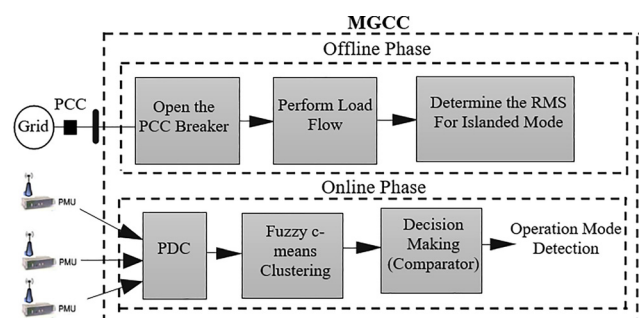 MGCC
Offline Phase
PCC
Grid
Open the
PCC Breaker
Perform Load
Flow
Determine the RMS
For Islanded Mode
Online Phase
PMU
PMU
PMU
PDC
Fuzzy c-
means
Clustering
Decision
Making
(Comparator)
Operation Mode
Detection